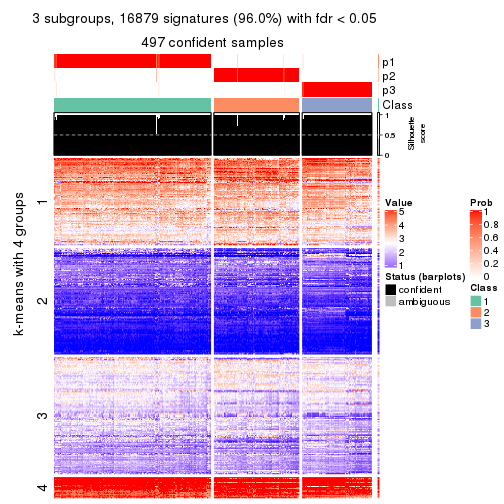 3 subgroups, 16879 signatures (96.0%) with fdr < 0.05
497 confident samples
p1
p2
p3
Class
1
0.5
0
Silhouette
score
k-means with 4 groups
1
2
3
4
Value
5
4
3
2
1
Status (barplots)
confident
ambiguous
Prob
1
0.8
0.6
0.4
0.2
0
Class
1
2
3